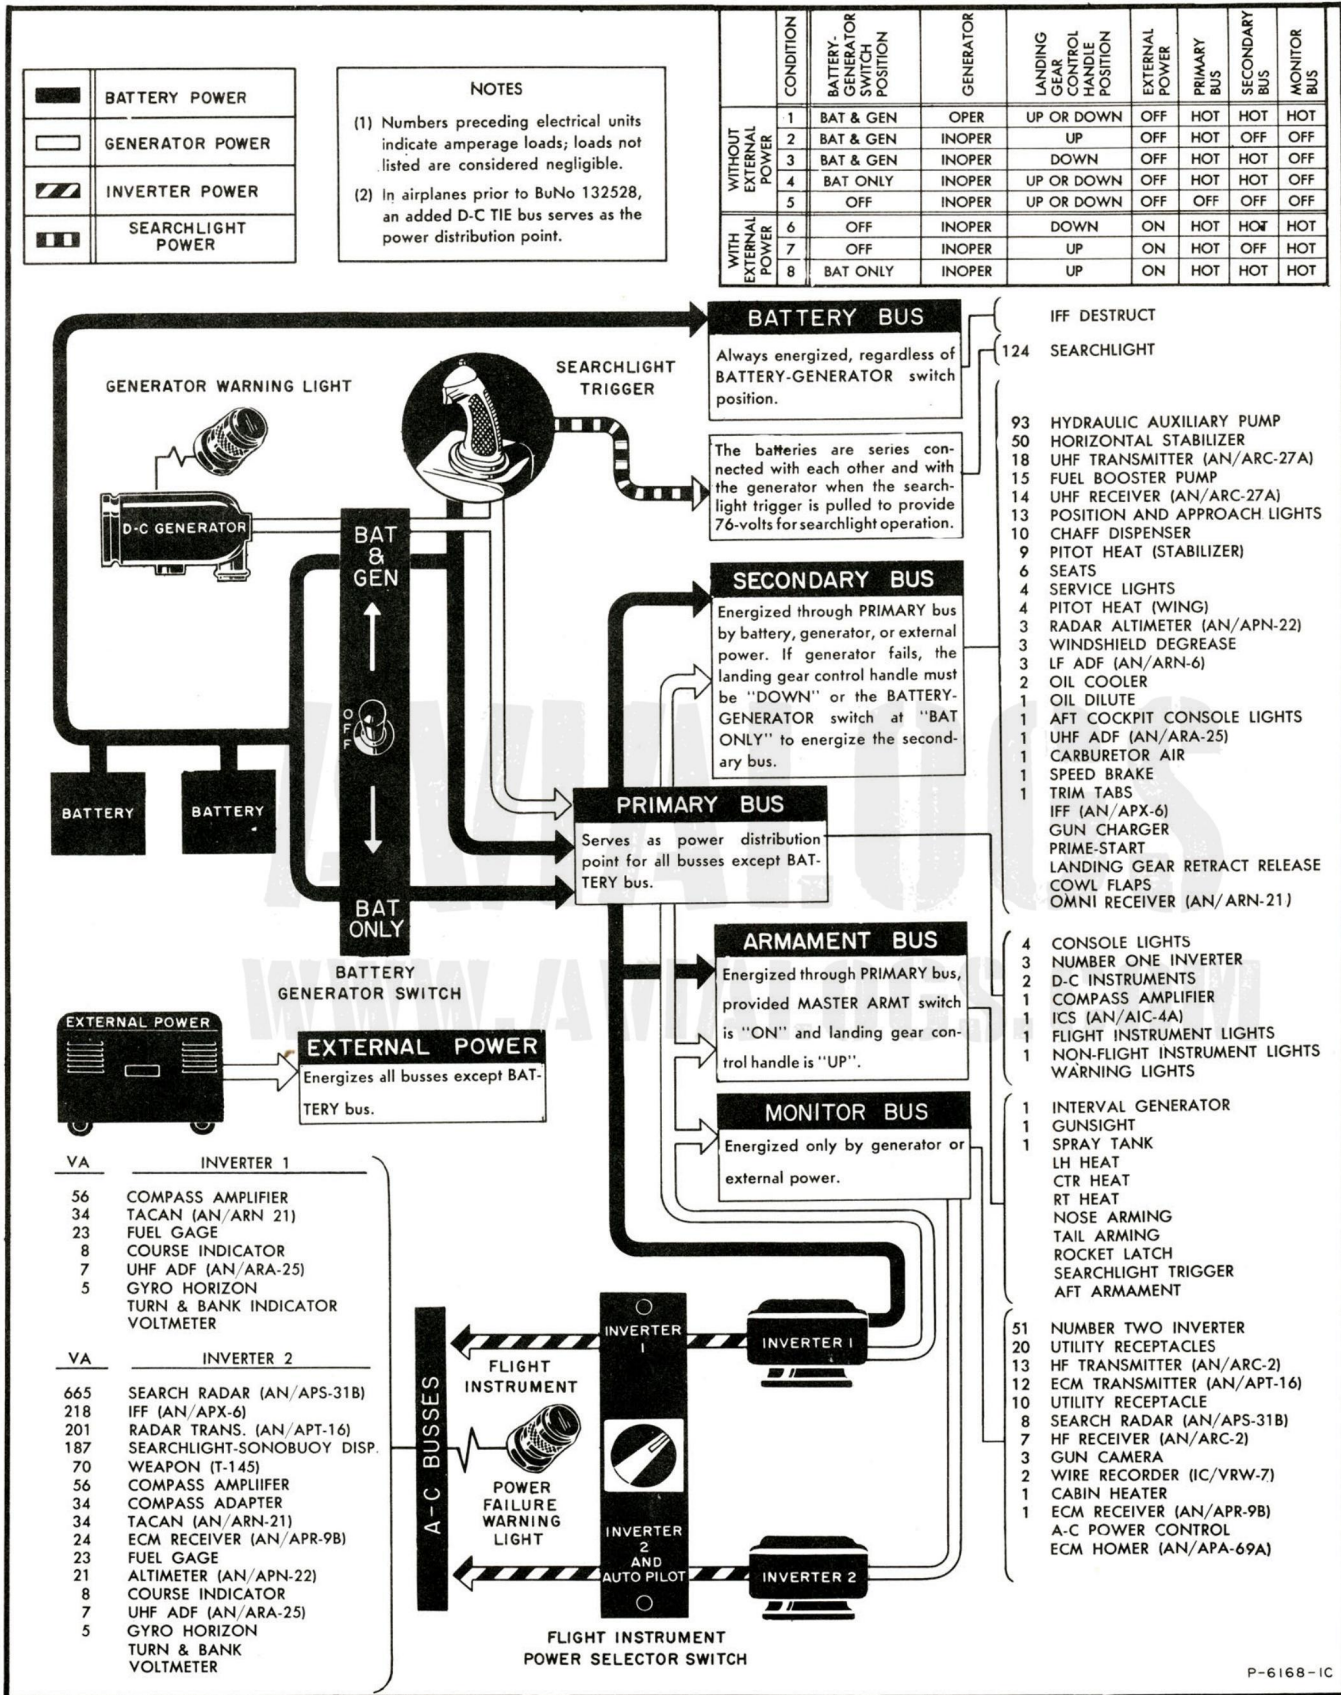 BATTERY POWER
GENERATOR POWER
INVERTER POWER
SEARCHLIGHT
POWER
NOTES
(1) Numbers preceding electrical units
indicate amperage loads; loads not
listed are considered negligible.
(2) In airplanes prior to BuNo 132528,
an added D-C TIE bus serves as the
power distribution point.
CONDITION
BATTERY-
GENERATOR
SWITCH
POSITION
GENERATOR
LANDING
GEAR
CONTROL
HANDLE
POSITION
EXTERNAL
POWER
PRIMARY
BUS
SECONDARY
BUS
MONITOR
BUS
WITHOUT
EXTERNAL
POWER
1 BAT & GEN OPER UP OR DOWN OFF HOT HOT HOT
2 BAT & GEN INOPER UP OFF HOT OFF OFF
3 BAT & GEN INOPER DOWN OFF HOT HOT OFF
4 BAT ONLY INOPER UP OR DOWN OFF HOT HOT OFF
5 OFF INOPER UP OR DOWN OFF OFF OFF OFF
WITH
EXTERNAL
POWER
6 OFF INOPER DOWN ON HOT HOT HOT
7 OFF INOPER UP ON HOT OFF HOT
8 BAT ONLY INOPER UP ON HOT HOT HOT
GENERATOR WARNING LIGHT
D-C GENERATOR
SEARCHLIGHT
TRIGGER
BATTERY BUS
Always energized, regardless of
BATTERY-GENERATOR switch
position.
The batteries are series con-
nected with each other and with
the generator when the search-
light trigger is pulled to provide
76-volts for searchlight operation.
IFF DESTRUCT
124 SEARCHLIGHT
BAT
&
GEN
OFF
BAT
ONLY
BATTERY
GENERATOR SWITCH
BATTERY
BATTERY
SECONDARY BUS
Energized through PRIMARY bus
by battery, generator, or external
power. If generator fails, the
landing gear control handle must
be "DOWN" or the BATTERY-
GENERATOR switch at "BAT
ONLY" to energize the second-
ary bus.
93 HYDRAULIC AUXILIARY PUMP
50 HORIZONTAL STABILIZER
18 UHF TRANSMITTER (AN/ARC-27A)
15 FUEL BOOSTER PUMP
14 UHF RECEIVER (AN/ARC-27A)
13 POSITION AND APPROACH LIGHTS
10 CHAFF DISPENSER
9 PITOT HEAT (STABILIZER)
6 SEATS
4 SERVICE LIGHTS
4 PITOT HEAT (WING)
3 RADAR ALTIMETER (AN/APN-22)
3 WINDSHIELD DEGREASE
3 LF ADF (AN/ARN-6)
2 OIL COOLER
1 OIL DILUTE
1 AFT COCKPIT CONSOLE LIGHTS
1 UHF ADF (AN/ARA-25)
1 CARBURETOR AIR
1 SPEED BRAKE
1 TRIM TABS
IFF (AN/APX-6)
GUN CHARGER
PRIME-START
LANDING GEAR RETRACT RELEASE
COWL FLAPS
OMNI RECEIVER (AN/ARN-21)
PRIMARY BUS
Serves as power distribution
point for all busses except BAT-
TERY bus.
ARMAMENT BUS
Energized through PRIMARY bus,
provided MASTER ARMT switch
is "ON" and landing gear con-
trol handle is "UP".
4 CONSOLE LIGHTS
3 NUMBER ONE INVERTER
2 D-C INSTRUMENTS
1 COMPASS AMPLIFIER
1 ICS (AN/AIC-4A)
1 FLIGHT INSTRUMENT LIGHTS
1 NON-FLIGHT INSTRUMENT LIGHTS
WARNING LIGHTS
EXTERNAL POWER
EXTERNAL POWER
Energizes all busses except BAT-
TERY bus.
MONITOR BUS
Energized only by generator or
external power.
1 INTERVAL GENERATOR
1 GUNSIGHT
1 SPRAY TANK
LH HEAT
CTR HEAT
RT HEAT
NOSE ARMING
TAIL ARMING
ROCKET LATCH
SEARCHLIGHT TRIGGER
AFT ARMAMENT
51 NUMBER TWO INVERTER
20 UTILITY RECEPTACLES
13 HF TRANSMITTER (AN/ARC-2)
12 ECM TRANSMITTER (AN/APT-16)
10 UTILITY RECEPTACLE
8 SEARCH RADAR (AN/APS-31B)
7 HF RECEIVER (AN/ARC-2)
3 GUN CAMERA
2 WIRE RECORDER (IC/VRW-7)
1 CABIN HEATER
1 ECM RECEIVER (AN/APR-9B)
A-C POWER CONTROL
ECM HOMER (AN/APA-69A)
VA INVERTER 1
56 COMPASS AMPLIFIER
34 TACAN (AN/ARN 21)
23 FUEL GAGE
8 COURSE INDICATOR
7 UHF ADF (AN/ARA-25)
5 GYRO HORIZON
TURN & BANK INDICATOR
VOLTMETER
VA INVERTER 2
665 SEARCH RADAR (AN/APS-31B)
218 IFF (AN/APX-6)
201 RADAR TRANS. (AN/APT-16)
187 SEARCHLIGHT-SONOBUOY DISP.
70 WEAPON (T-145)
56 COMPASS AMPLIIFER
34 COMPASS ADAPTER
34 TACAN (AN/ARN-21)
24 ECM RECEIVER (AN/APR-9B)
23 FUEL GAGE
21 ALTIMETER (AN/APN-22)
8 COURSE INDICATOR
7 UHF ADF (AN/ARA-25)
5 GYRO HORIZON
TURN & BANK
VOLTMETER
A-C BUSSES
FLIGHT
INSTRUMENT
POWER
FAILURE
WARNING
LIGHT
INVERTER
1
INVERTER
2
AND
AUTO PILOT
INVERTER 1
INVERTER 2
FLIGHT INSTRUMENT
POWER SELECTOR SWITCH
P-6168-1C
AVIALOGS
WWW.AVIALOGS.COM